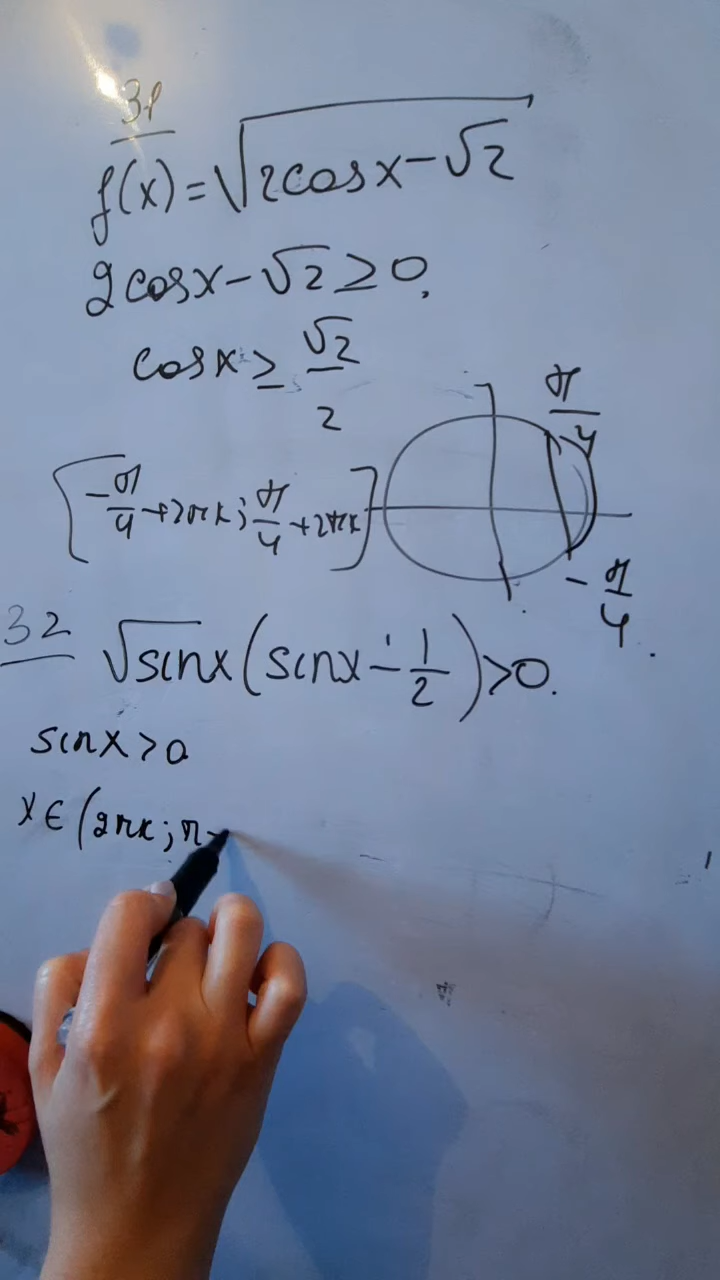 31
f(x)=√2cosx-√2
2cosx-√2≥0,
cosx≥√2/2
[-π/4+2πk; π/4+2πk]
π/4
-π/4.
32 √sinx(sinx-1/2)>0.
sinx>0
x∈(2πk; π-